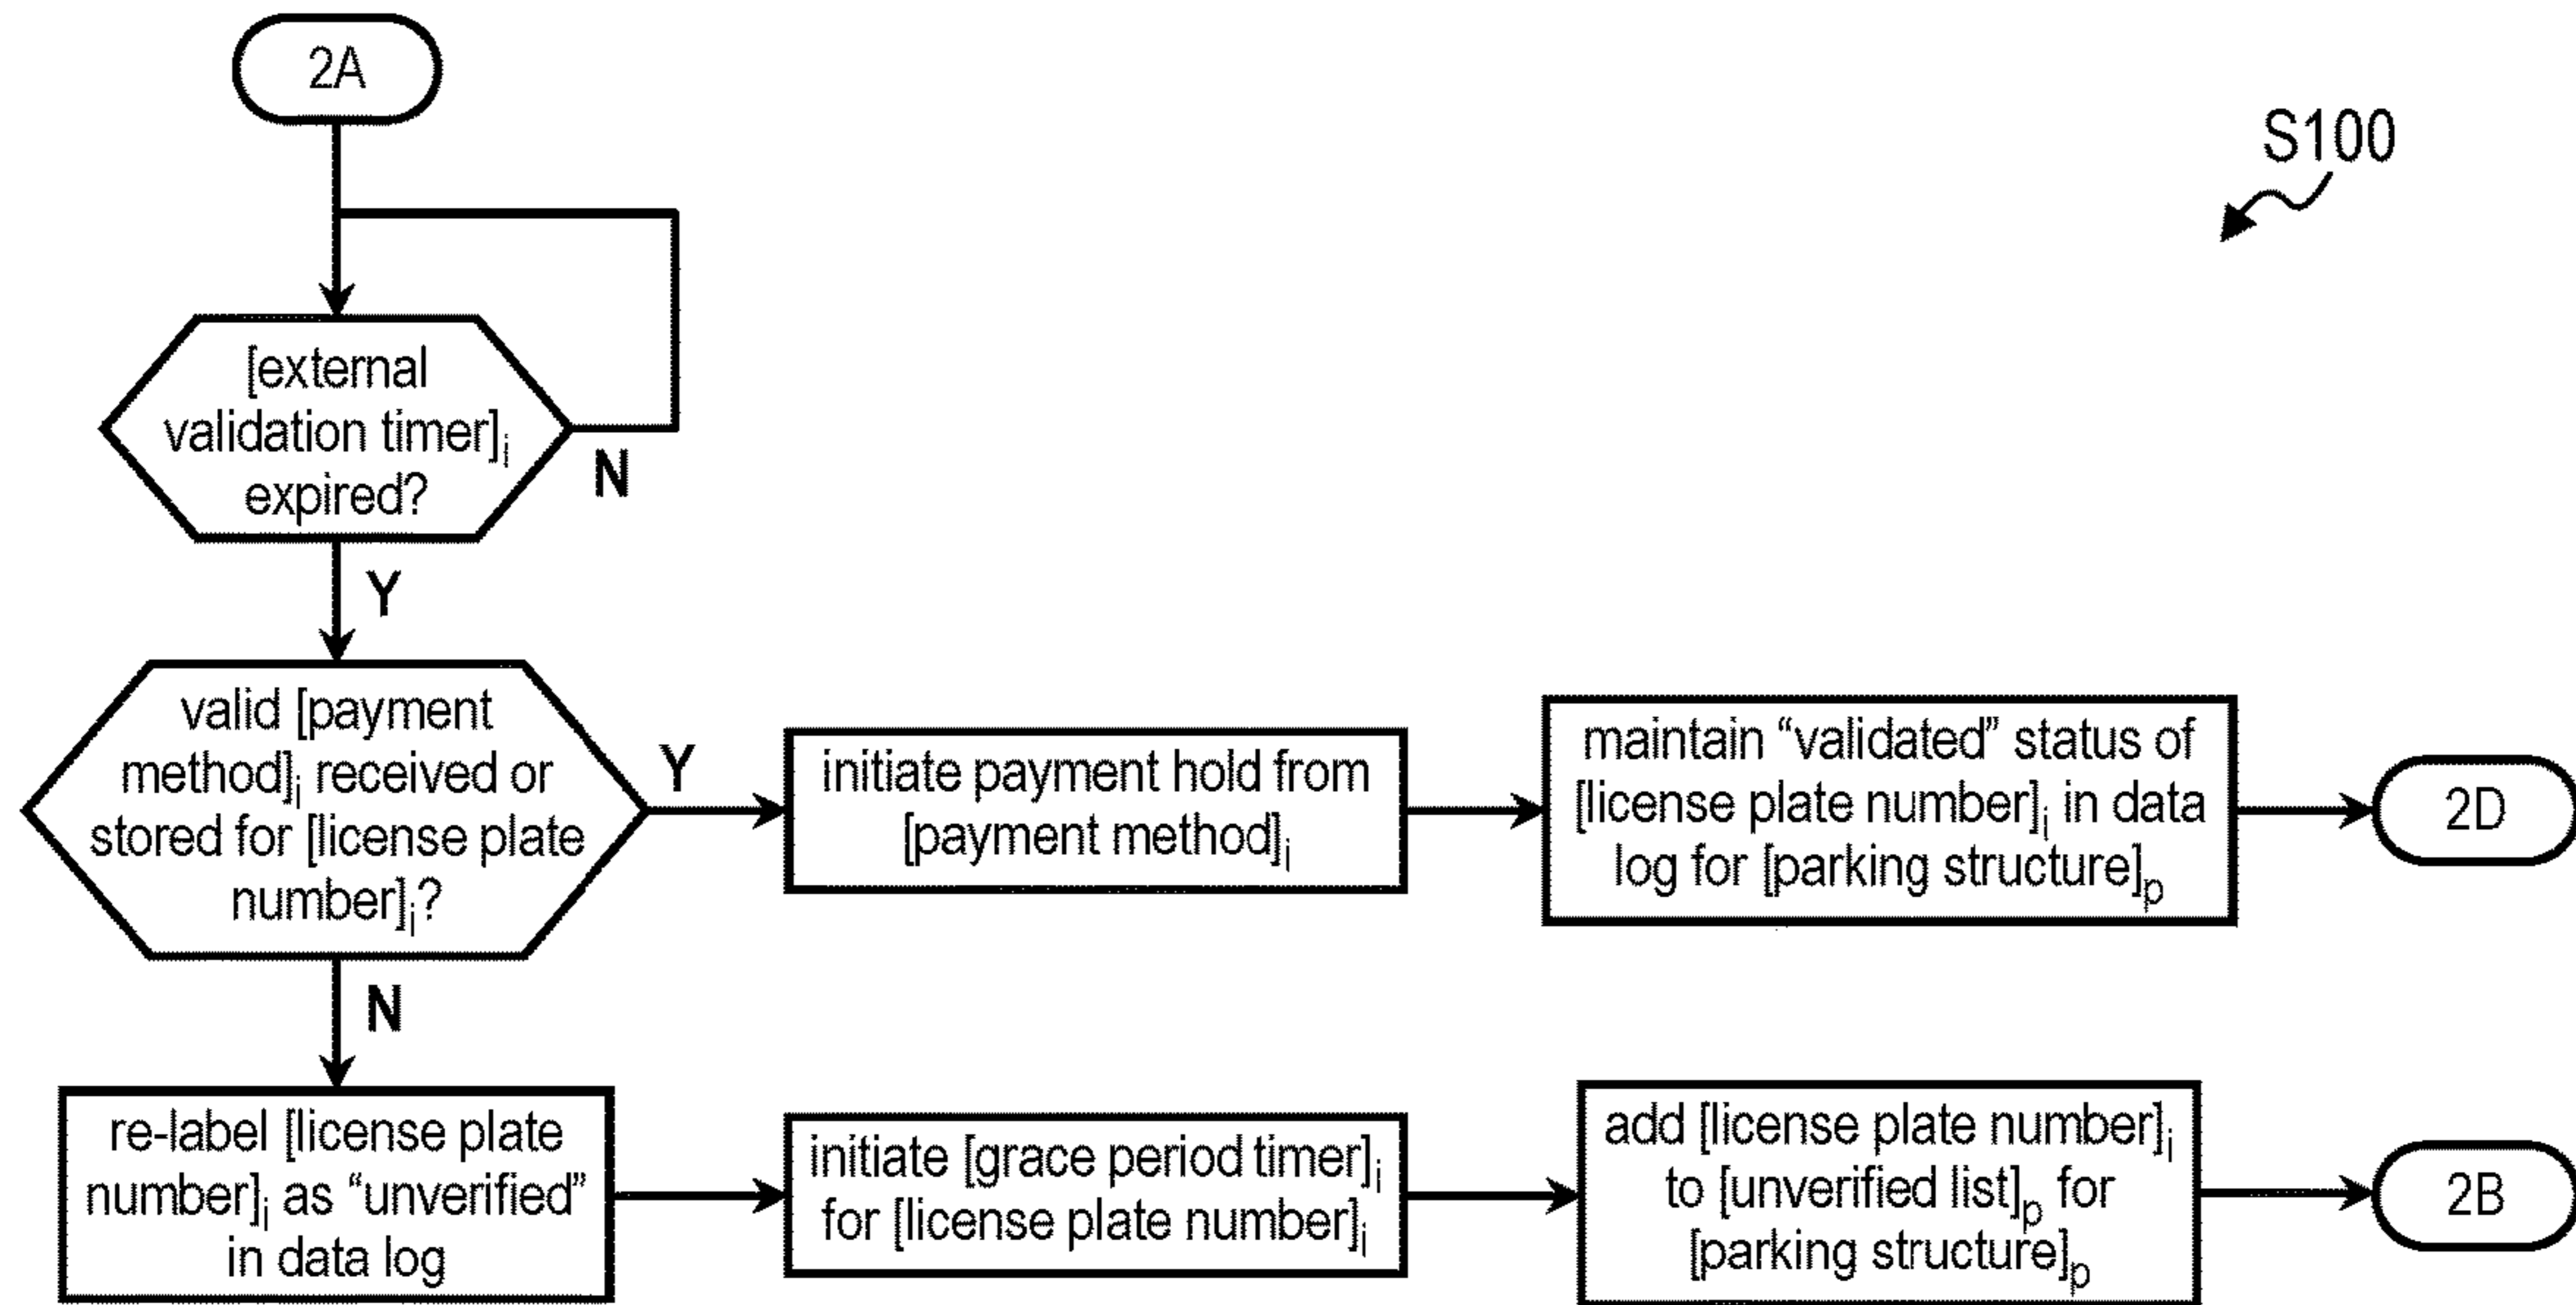 2A
S100
[external
validation timer]i
expired?
N
Y
valid [payment
method]i received or
stored for [license plate
number]i?
Y
initiate payment hold from
[payment method]i
maintain “validated” status of
[license plate number]i in data
log for [parking structure]p
2D
N
re-label [license plate
number]i as “unverified”
in data log
initiate [grace period timer]i
for [license plate number]i
add [license plate number]i
to [unverified list]p for
[parking structure]p
2B